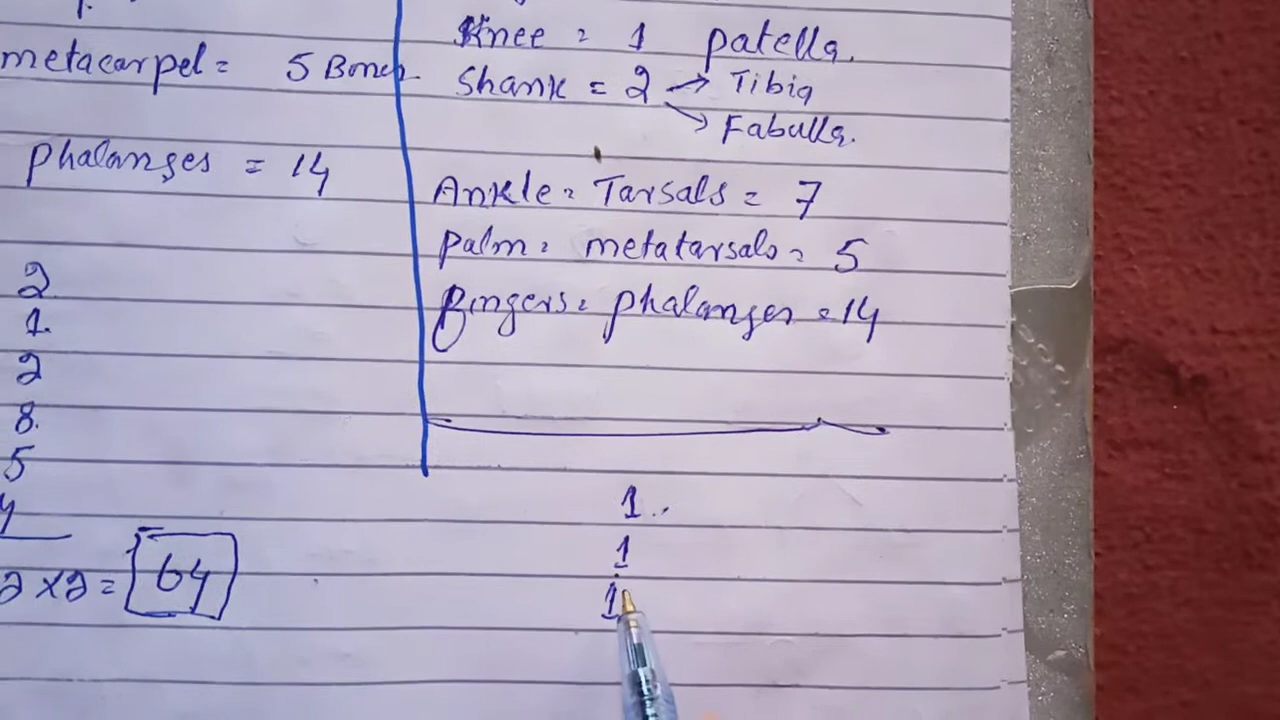 metacarpel = 5 Bones.
phalanges = 14
2
1.
2
8.
5
4
2 x 2 = 64
Knee = 1 patella.
Shank = 2 → Tibia
→ Fabulla.
Ankle = Tarsals = 7
palm = metatarsals = 5
Fingers = phalanges = 14
1..
1
1